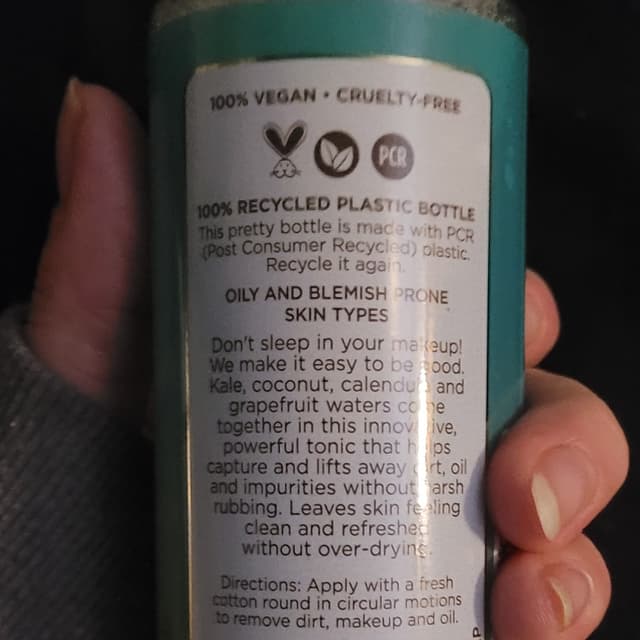 100% VEGAN • CRUELTY-FREE
PCR
100% RECYCLED PLASTIC BOTTLE
This pretty bottle is made with PCR
(Post Consumer Recycled) plastic.
Recycle it again.
OILY AND BLEMISH PRONE
SKIN TYPES
Don't sleep in your makeup!
We make it easy to be good.
Kale, coconut, calendula and
grapefruit waters come
together in this innovative,
powerful tonic that helps
capture and lifts away dirt, oil
and impurities without harsh
rubbing. Leaves skin feeling
clean and refreshed
without over-drying.
Directions: Apply with a fresh
cotton round in circular motions
to remove dirt, makeup and oil.